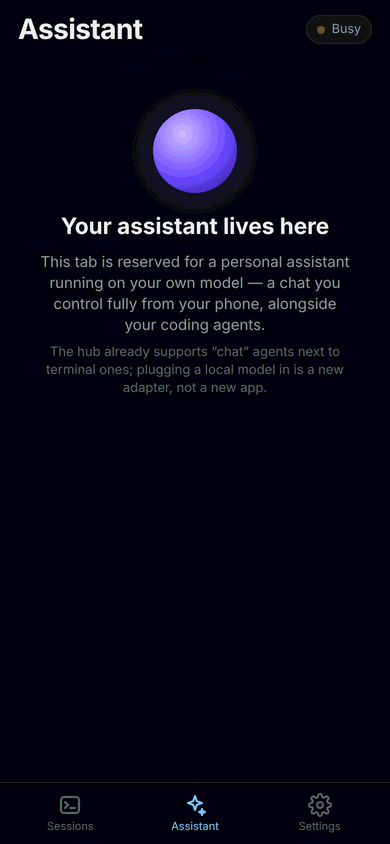 Assistant
Busy
Your assistant lives here
This tab is reserved for a personal assistant
running on your own model — a chat you
control fully from your phone, alongside
your coding agents.
The hub already supports “chat” agents next to
terminal ones; plugging a local model in is a new
adapter, not a new app.
Sessions
Assistant
Settings